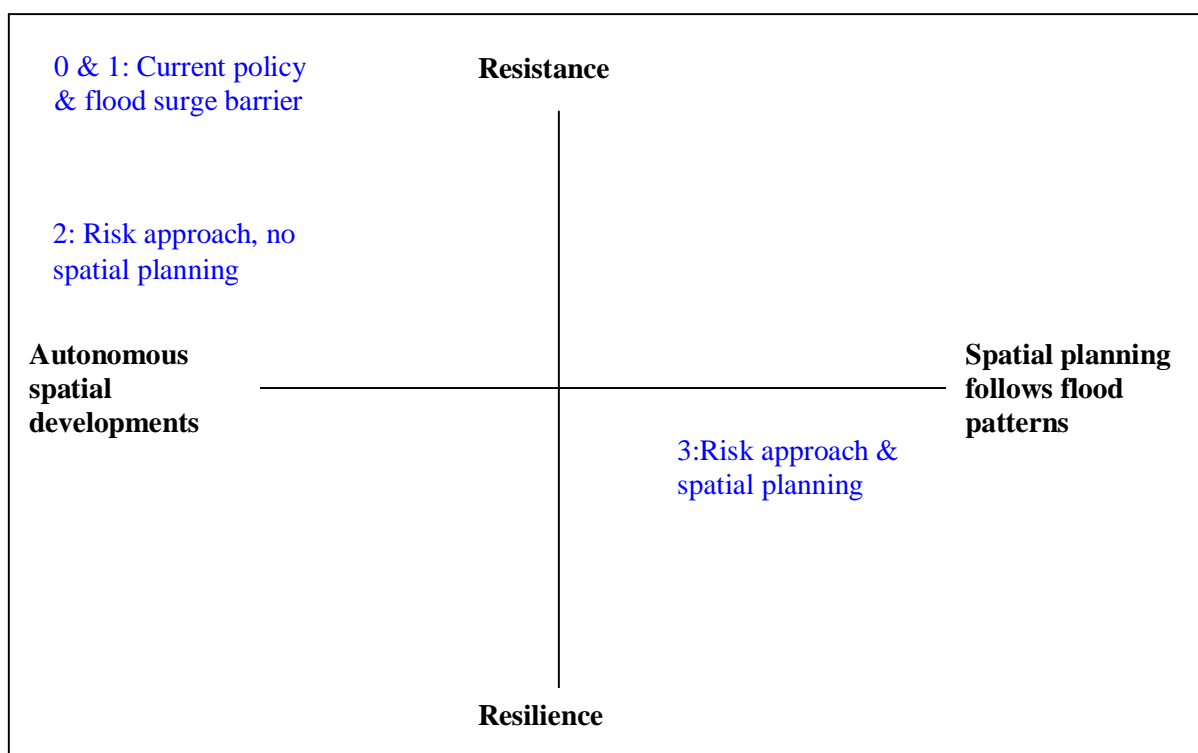 0 & 1: Current policy
& flood surge barrier
Resistance
2: Risk approach, no
spatial planning
Autonomous
spatial
developments
Spatial planning
follows flood
patterns
3:Risk approach &
spatial planning
Resilience